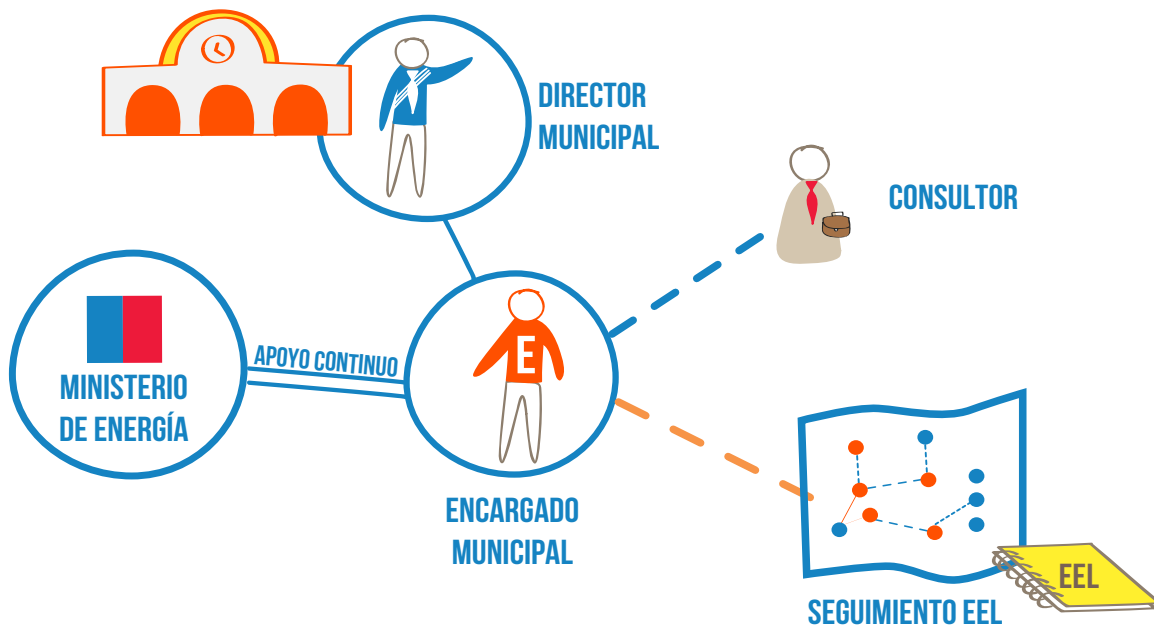 DIRECTOR
MUNICIPAL
CONSULTOR
MINISTERIO
DE ENERGÍA
APOYO CONTINUO
E
ENCARGADO
MUNICIPAL
EEL
SEGUIMIENTO EEL